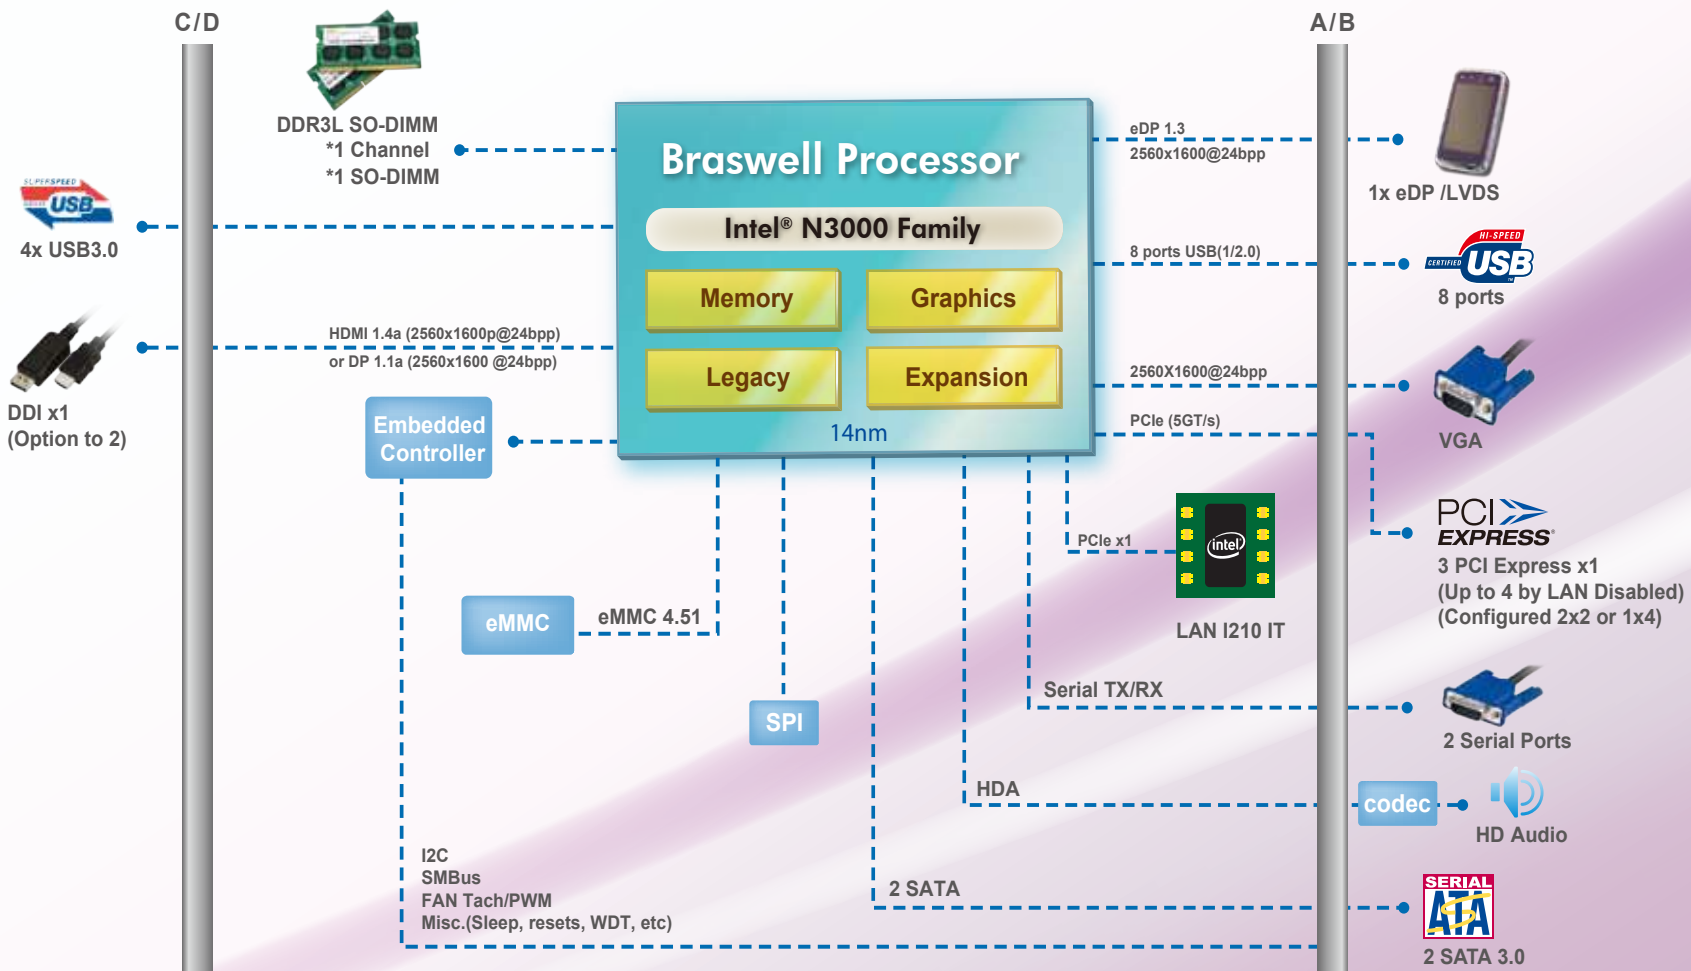 C/D
A/B
DDR3L SO-DIMM
*1 Channel
*1 SO-DIMM
SUPERSPEED
USB
4x USB3.0
HDMI 1.4a (2560x1600p@24bpp)
or DP 1.1a (2560x1600 @24bpp)
DDI x1
(Option to 2)
Embedded
Controller
Braswell Processor
Intel® N3000 Family
Memory
Graphics
Legacy
Expansion
14nm
eDP 1.3
2560x1600@24bpp
1x eDP /LVDS
8 ports USB(1/2.0)
HI-SPEED
CERTIFIED USB
8 ports
2560X1600@24bpp
VGA
PCIe (5GT/s)
PCI
EXPRESS®
3 PCI Express x1
(Up to 4 by LAN Disabled)
(Configured 2x2 or 1x4)
PCIe x1
intel
LAN I210 IT
eMMC
eMMC 4.51
SPI
Serial TX/RX
2 Serial Ports
HDA
codec
HD Audio
I2C
SMBus
FAN Tach/PWM
Misc.(Sleep, resets, WDT, etc)
2 SATA
SERIAL
ATA
2 SATA 3.0